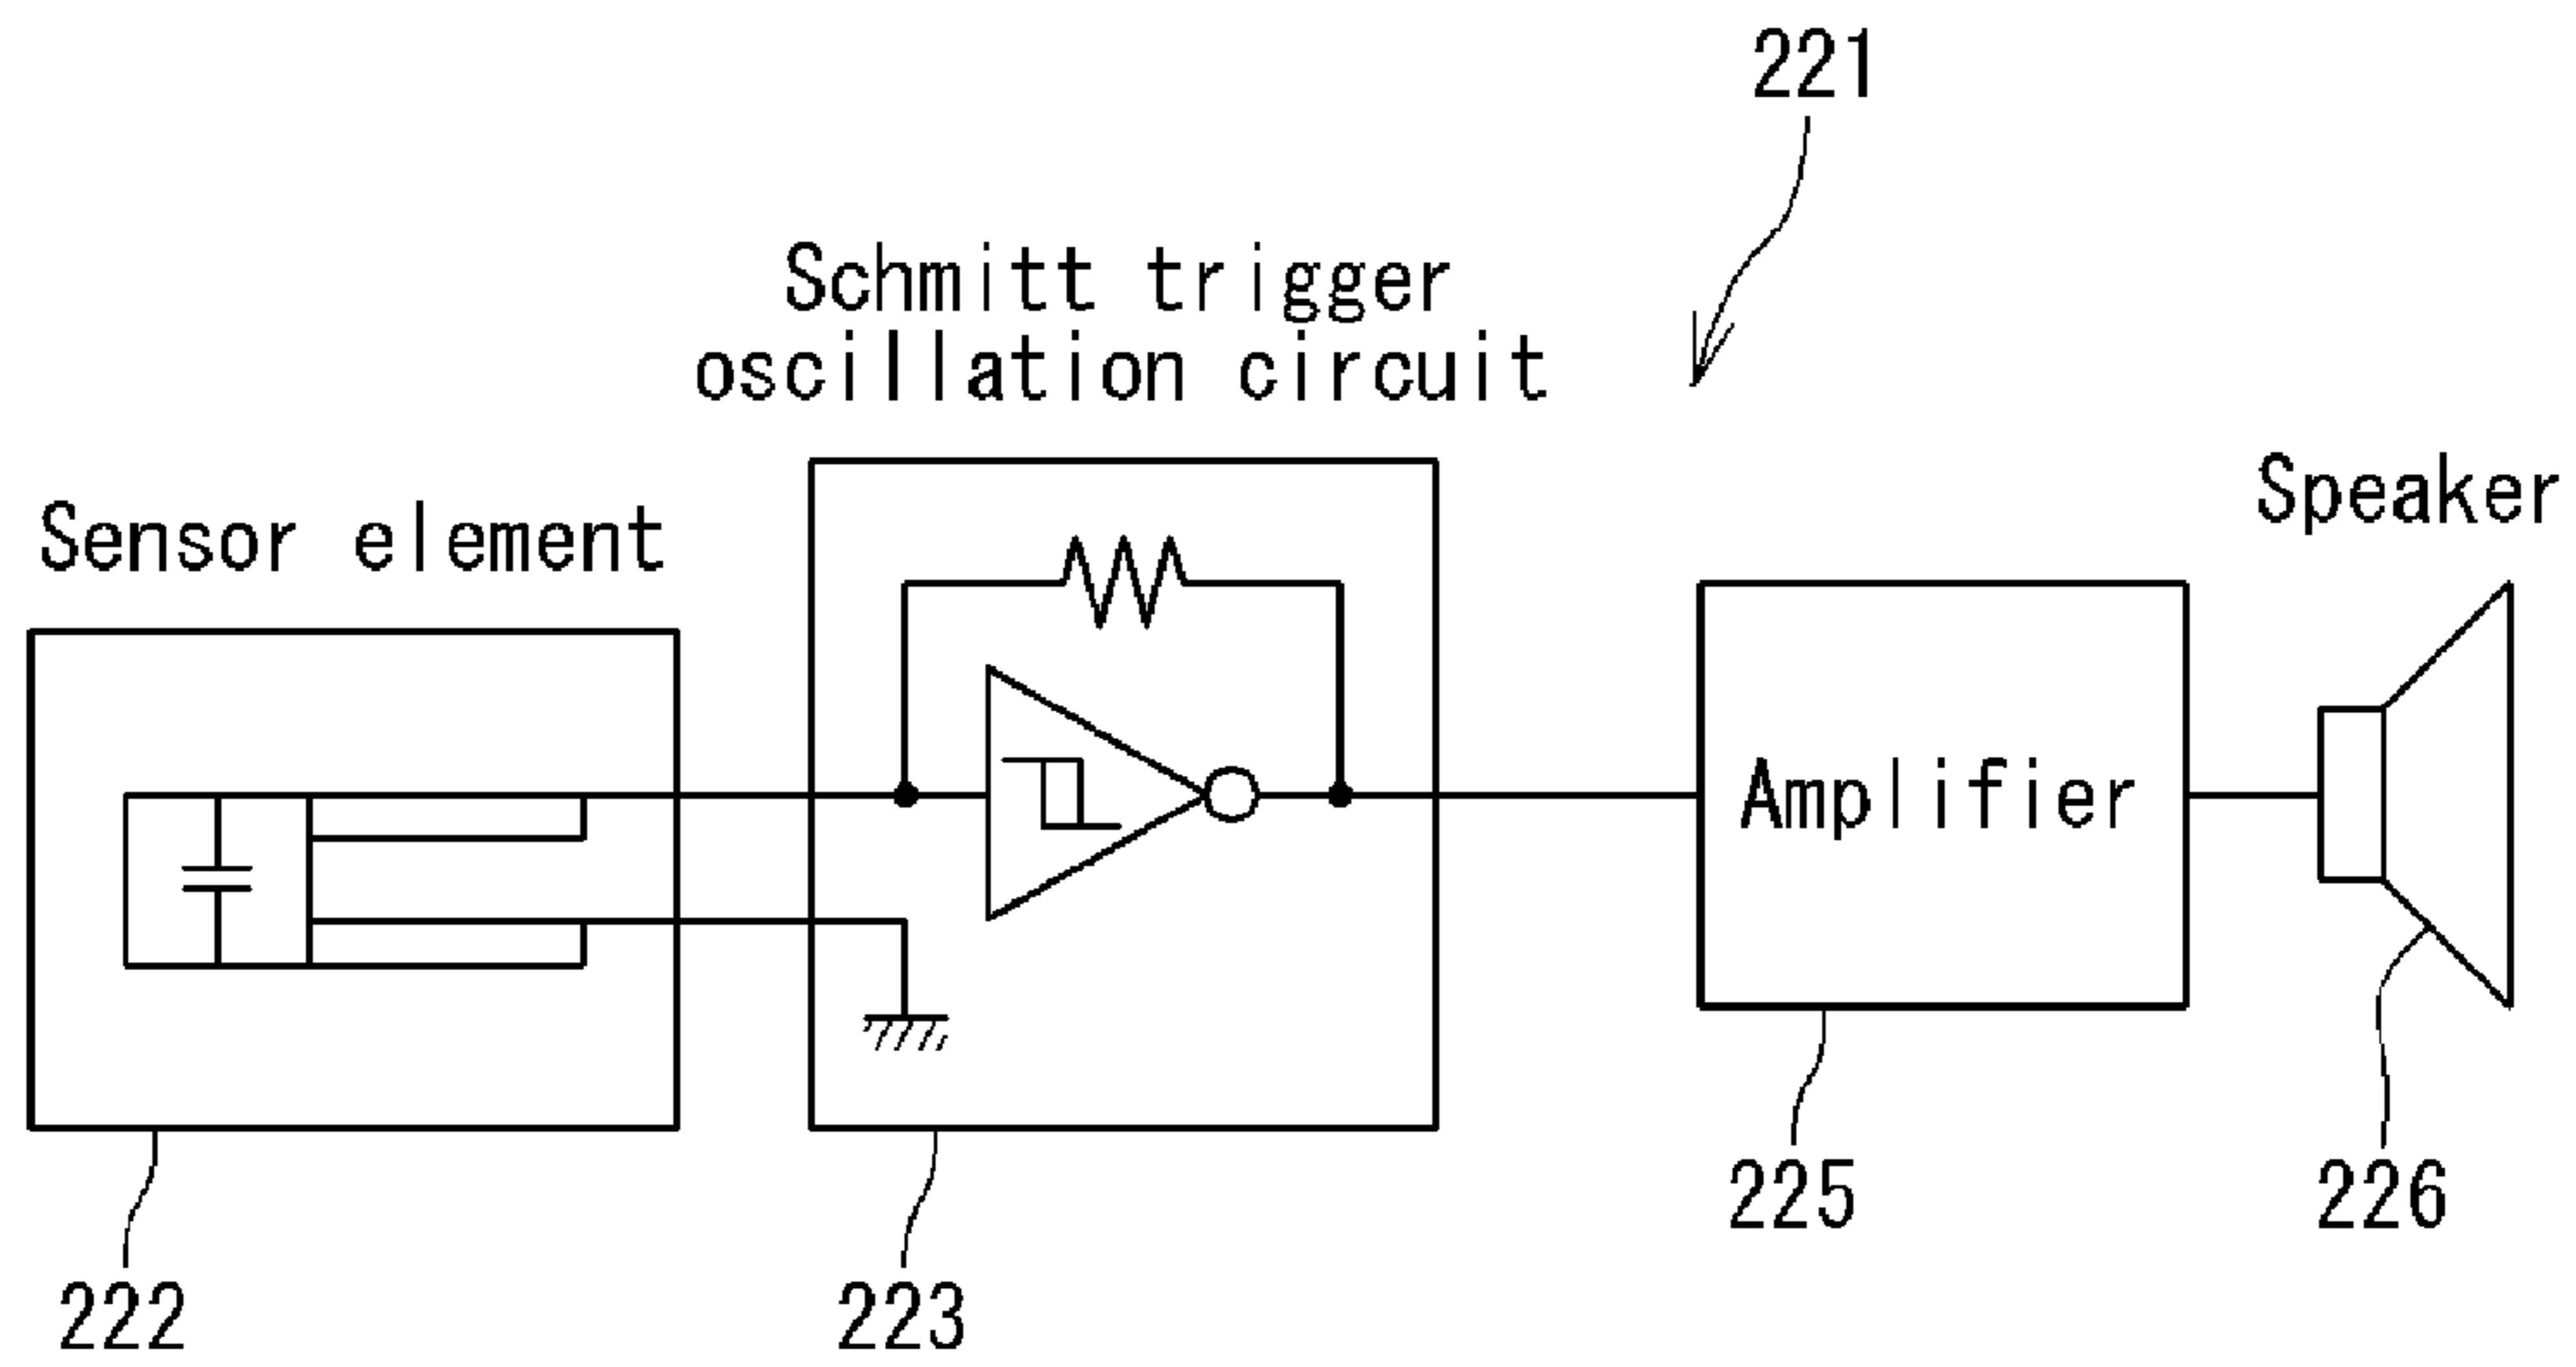 221
Schmitt trigger
oscillation circuit
Speaker
Sensor element
Amplifier
225
226
222
223